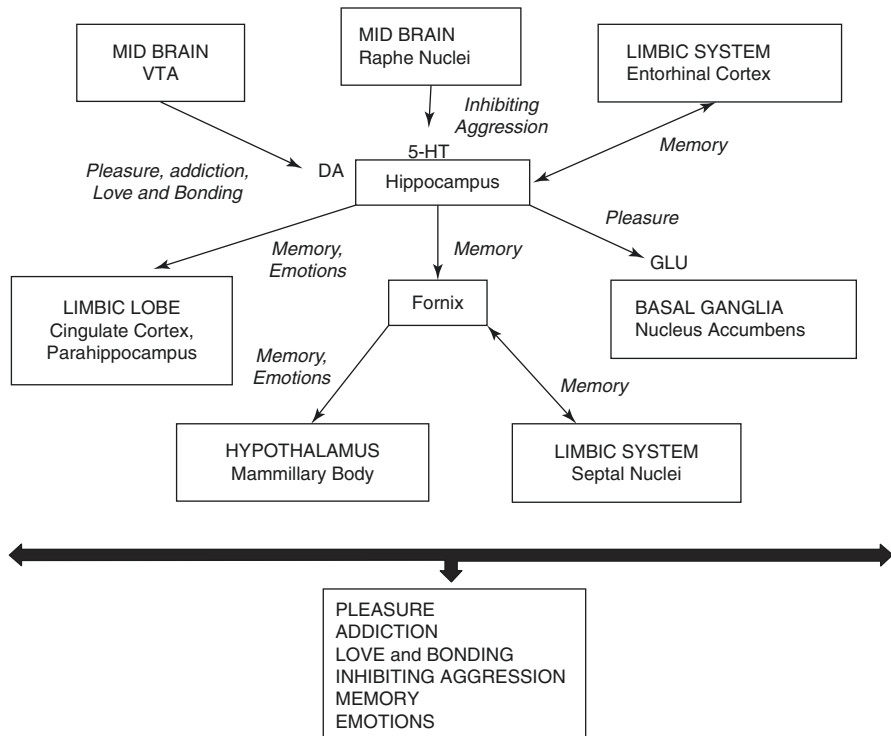 MID BRAIN
VTA
MID BRAIN
Raphe Nuclei
LIMBIC SYSTEM
Entorhinal Cortex
Inhibiting
Aggression
Memory
5-HT
DA
Pleasure, addiction,
Love and Bonding
Hippocampus
Pleasure
Memory,
Emotions
Memory
GLU
LIMBIC LOBE
Cingulate Cortex,
Parahippocampus
Fornix
BASAL GANGLIA
Nucleus Accumbens
Memory,
Emotions
Memory
HYPOTHALAMUS
Mammillary Body
LIMBIC SYSTEM
Septal Nuclei
PLEASURE
ADDICTION
LOVE and BONDING
INHIBITING AGGRESSION
MEMORY
EMOTIONS